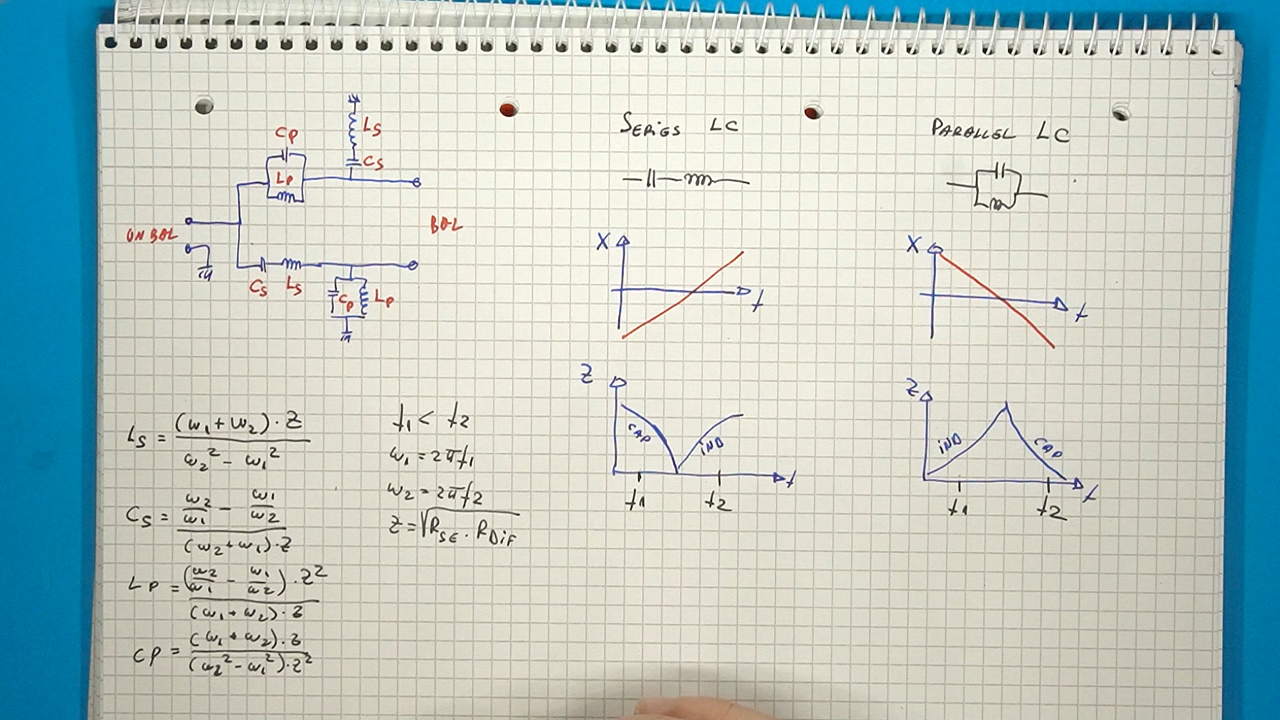 Ls
Cp
Cs
Lp
UNBAL
BAL
Cs Ls
Cp Lp
Ls = (ω1+ω2)·Z / ω2² - ω1²
Cs = ω2/ω1 - ω1/ω2 / (ω2+ω1)·Z
Lp = (ω2/ω1 - ω1/ω2)·Z² / (ω1+ω2)·Z
Cp = (ω1+ω2)·Z / (ω2²-ω1²)·Z²
f1 < f2
ω1 = 2πf1
ω2 = 2πf2
Z = √RSE · RDiF
SERiES LC
X
f
Z
CAP iND
f1 f2
f
PARALLEL LC
X
f
Z
iND CAP
f1 f2
f